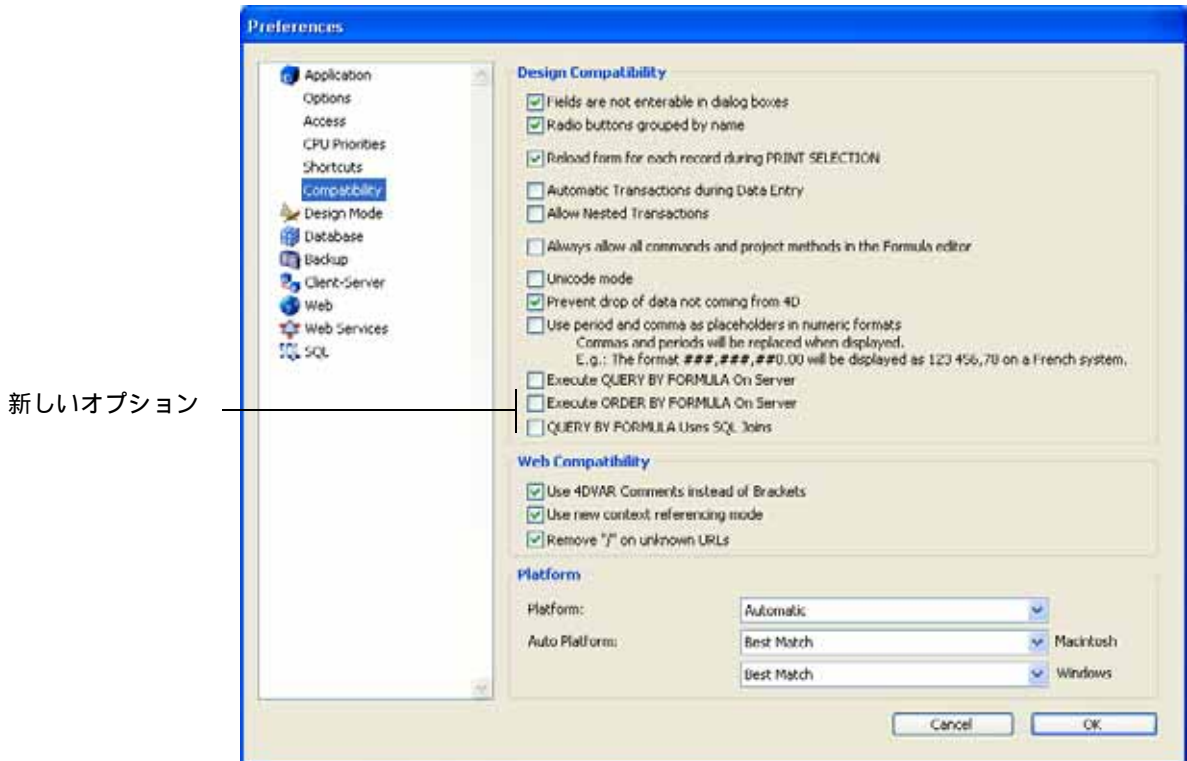 Preferences
Application
Options
Access
CPU Priorities
Shortcuts
Compatibility
Design Mode
Database
Backup
Client-Server
Web
Web Services
SQL
新しいオプション
Design Compatibility
Fields are not enterable in dialog boxes
Radio buttons grouped by name
Reload form for each record during PRINT SELECTION
Automatic Transactions during Data Entry
Allow Nested Transactions
Always allow all commands and project methods in the Formula editor
Unicode mode
Prevent drop of data not coming from 4D
Use period and comma as placeholders in numeric formats
Commas and periods will be replaced when displayed.
E.g.: The format ###,###,##0.00 will be displayed as 123 456,78 on a French system.
Execute QUERY BY FORMULA On Server
Execute ORDER BY FORMULA On Server
QUERY BY FORMULA Uses SQL Joins
Web Compatibility
Use 4DVAR Comments instead of Brackets
Use new context referencing mode
Remove "/" on unknown URLs
Platform
Platform: Automatic
Auto Platform: Best Match Macintosh
Best Match Windows
Cancel OK